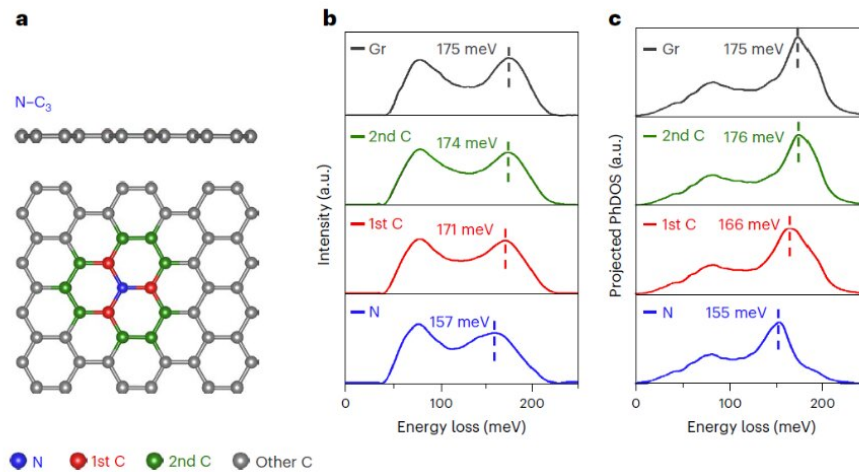 a
N–C₃
N
1st C
2nd C
Other C
b
Intensity (a.u.)
Gr
175 meV
2nd C
174 meV
1st C
171 meV
N
157 meV
0
100
200
Energy loss (meV)
c
Projected PhDOS (a.u.)
Gr
175 meV
2nd C
176 meV
1st C
166 meV
N
155 meV
0
100
200
Energy loss (meV)